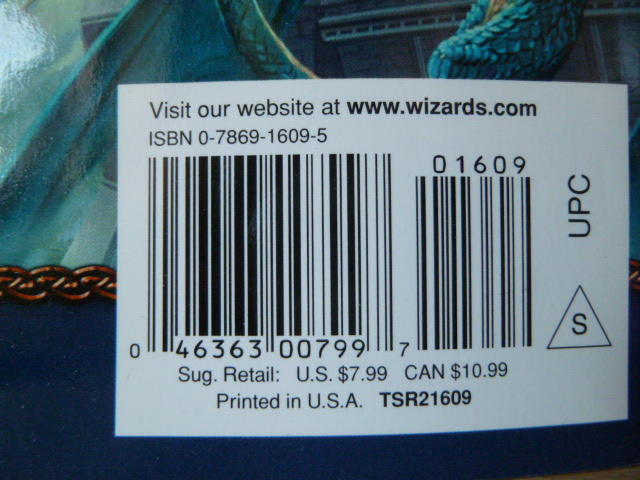 Visit our website at www.wizards.com
ISBN 0-7869-1609-5
01609
UPC
S
0 46363 00799 7
Sug. Retail: U.S. $7.99 CAN $10.99
Printed in U.S.A. TSR21609